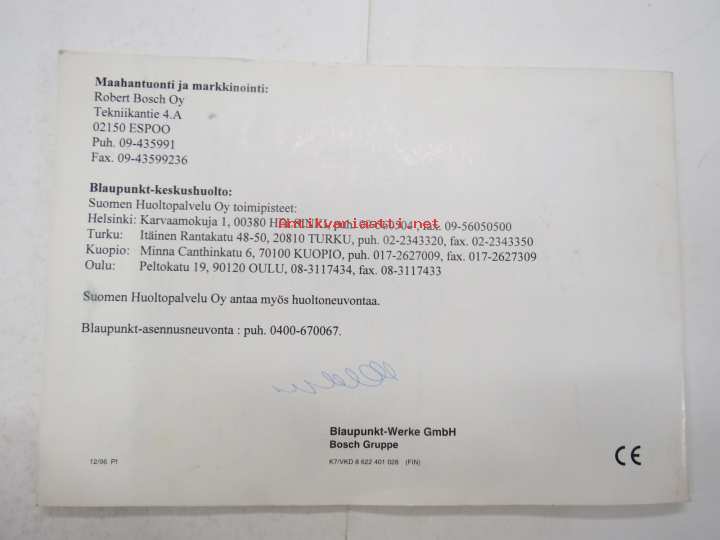 Maahantuonti ja markkinointi:
Robert Bosch Oy
Tekniikantie 4.A
02150 ESPOO
Puh. 09-435991
Fax. 09-43599236
Blaupunkt-keskushuolto:
Suomen Huoltopalvelu Oy toimipisteet:
Helsinki: Karvaamokuja 1, 00380 fax. 09-56050500
Antikvariaatti.net
Turku: Itäinen Rantakatu 48-50, 20810 TURKU, puh. 02-2343320, fax. 02-2343350
Kuopio: Minna Canthinkatu 6, 70100 KUOPIO, puh. 017-2627009, fax. 017-2627309
Oulu: Peltokatu 19, 90120 OULU, 08-3117434, fax. 08-3117433
Suomen Huoltopalvelu Oy antaa myös huoltoneuvontaa.
Blaupunkt-asennusneuvonta : puh. 0400-670067.
Blaupunkt-Werke GmbH
Bosch Gruppe
12/96 Pf K7/VKD 8 622 401 028 (FIN)
CE